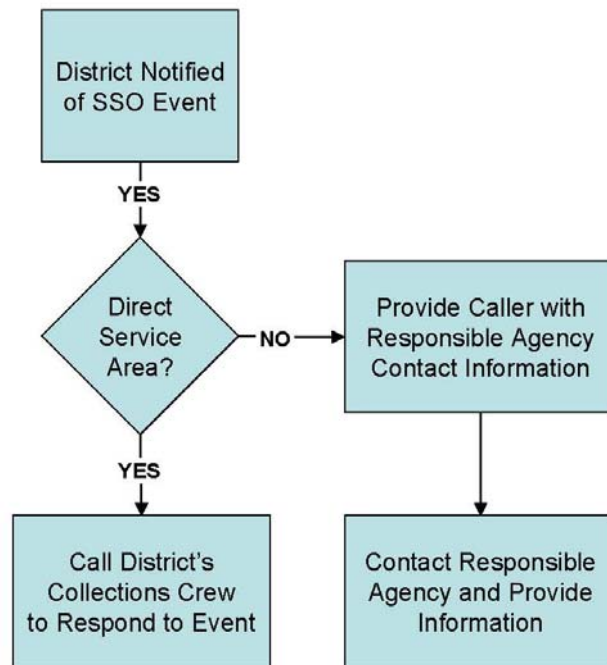 District Notified
of SSO Event
YES
Direct
Service
Area?
NO
Provide Caller with
Responsible Agency
Contact Information
YES
Call District's
Collections Crew
to Respond to Event
Contact Responsible
Agency and Provide
Information